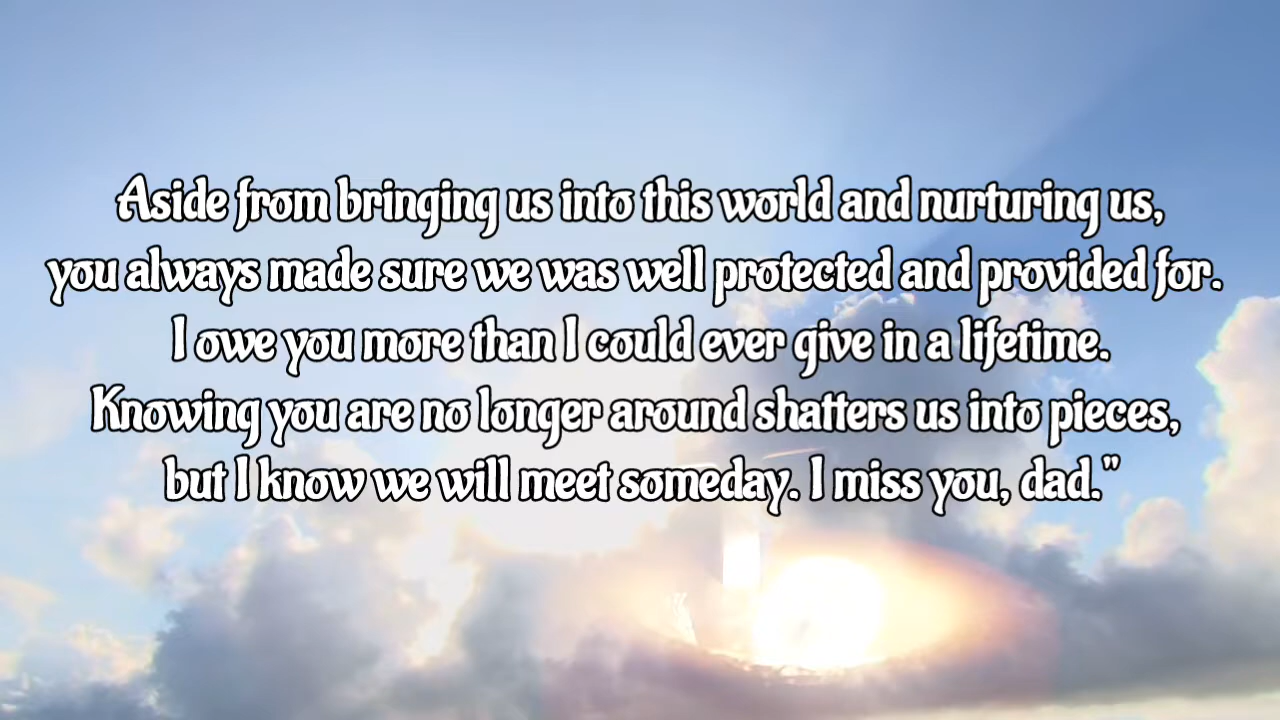 Aside from bringing us into this world and nurturing us,
you always made sure we was well protected and provided for.
I owe you more than I could ever give in a lifetime.
Knowing you are no longer around shatters us into pieces,
but I know we will meet someday. I miss you, dad."